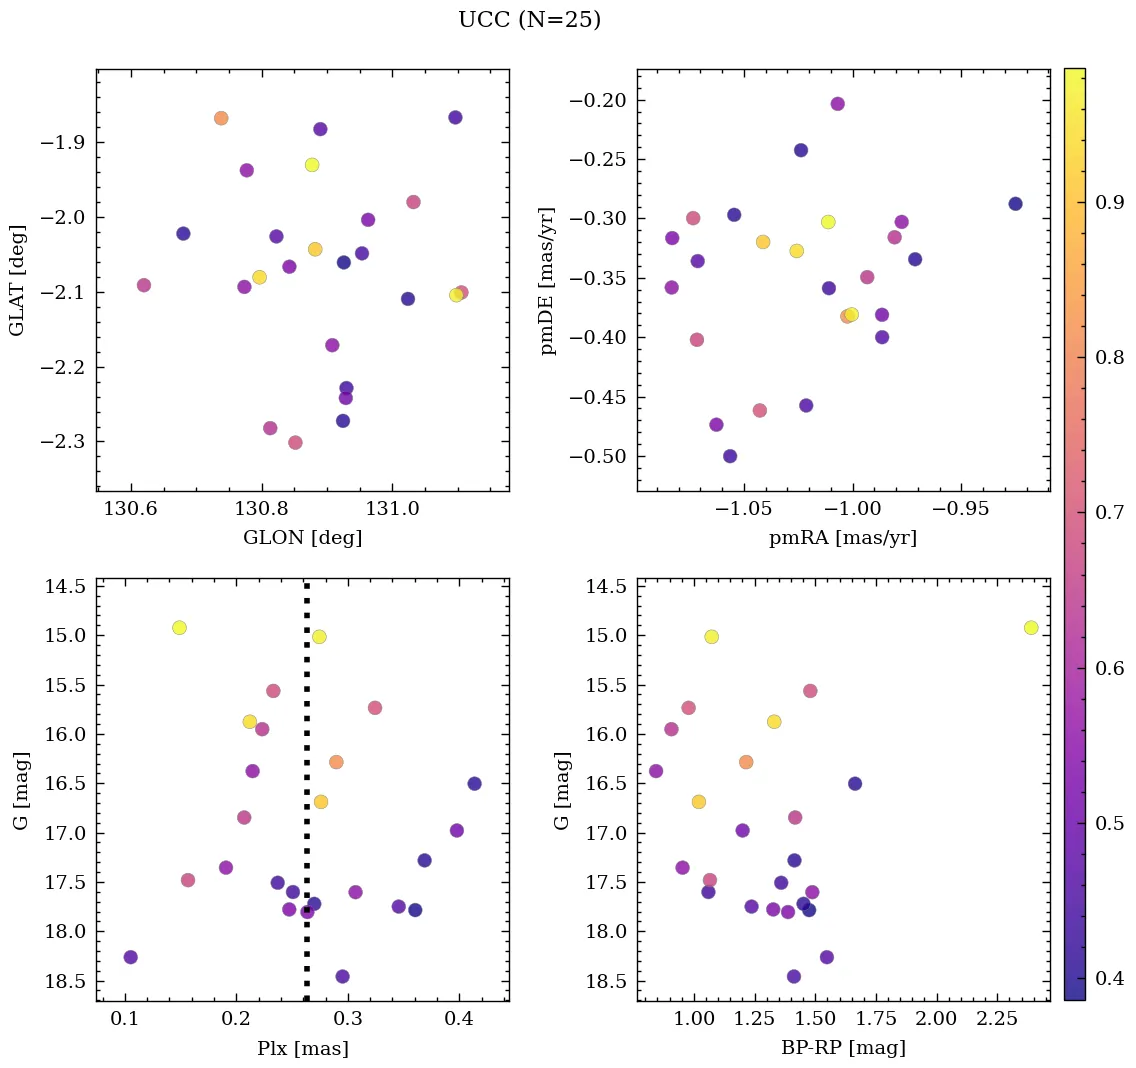 UCC (N=25)
−1.9
−2.0
−2.1
−2.2
−2.3
GLAT [deg]
130.6 130.8 131.0
GLON [deg]
−0.20
−0.25
−0.30
−0.35
−0.40
−0.45
−0.50
pmDE [mas/yr]
−1.05 −1.00 −0.95
pmRA [mas/yr]
14.5
15.0
15.5
16.0
16.5
17.0
17.5
18.0
18.5
G [mag]
0.1 0.2 0.3 0.4
Plx [mas]
14.5
15.0
15.5
16.0
16.5
17.0
17.5
18.0
18.5
G [mag]
1.00 1.25 1.50 1.75 2.00 2.25
BP-RP [mag]
0.9
0.8
0.7
0.6
0.5
0.4